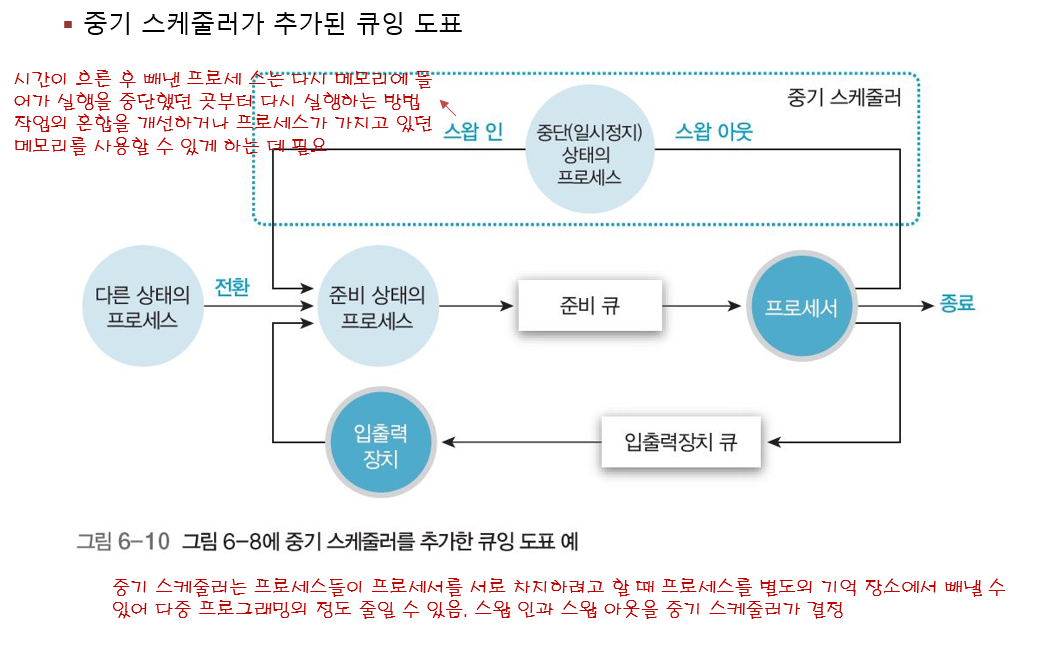 ▪ 중기 스케줄러가 추가된 큐잉 도표
시간이 흐른 후 빼낸 프로세 스는 다시 메모리에 들
어가 실행을 중단했던 곳부터 다시 실행하는 방법
작업의 혼합을 개선하거나 프로세스가 가지고 있던
메모리를 사용할 수 있게 하는 데 필요
중기 스케줄러
스왑 인
중단(일시정지)
상태의
프로세스
스왑 아웃
다른 상태의
프로세스
전환
준비 상태의
프로세스
준비 큐
프로세서
종료
입출력
장치
입출력장치 큐
그림 6-10 그림 6-8에 중기 스케줄러를 추가한 큐잉 도표 예
중기 스케줄러는 프로세스들이 프로세서를 서로 차지하려고 할 때 프로세스를 별도의 기억 장소에서 빼낼 수
있어 다중 프로그래밍의 정도 줄일 수 있음. 스왑 인과 스왑 아웃을 중기 스케줄러가 결정